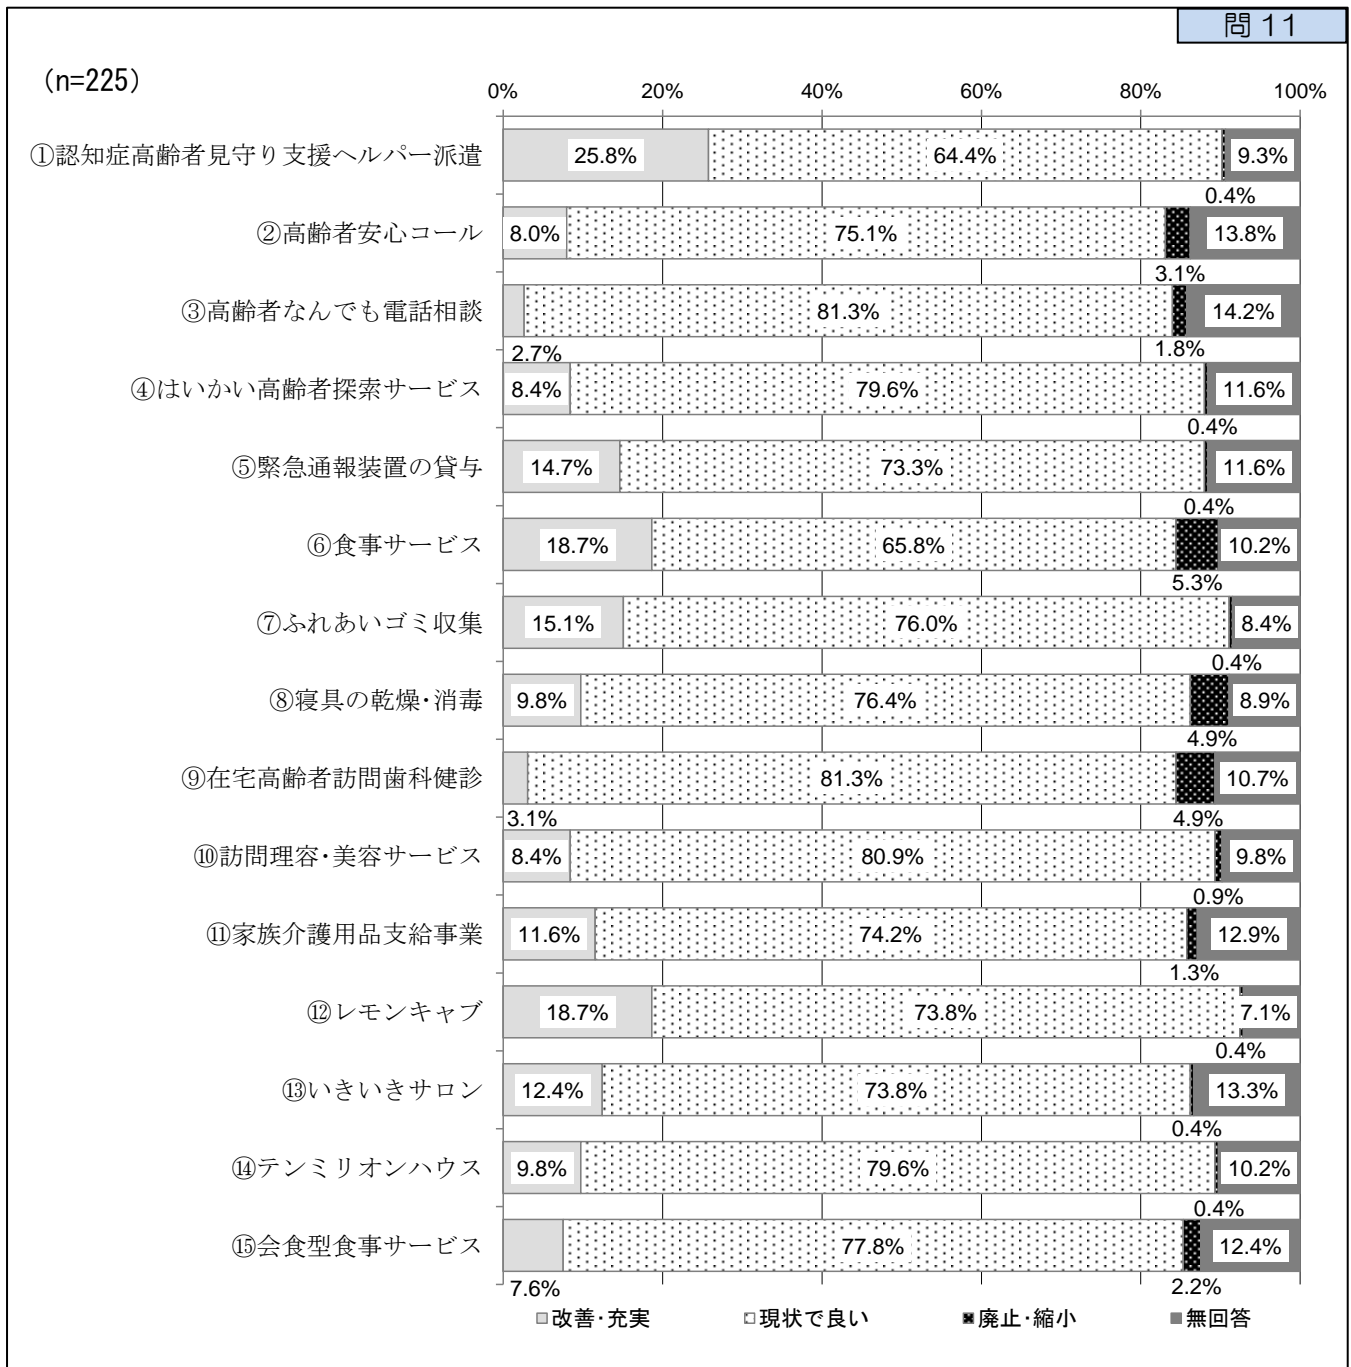 問11
(n=225)
0% 20% 40% 60% 80% 100%
①認知症高齢者見守り支援ヘルパー派遣 25.8% 64.4% 9.3%
0.4%
②高齢者安心コール 8.0% 75.1% 13.8%
3.1%
③高齢者なんでも電話相談 81.3% 14.2%
2.7% 1.8%
④はいかい高齢者探索サービス 8.4% 79.6% 11.6%
0.4%
⑤緊急通報装置の貸与 14.7% 73.3% 11.6%
0.4%
⑥食事サービス 18.7% 65.8% 10.2%
5.3%
⑦ふれあいゴミ収集 15.1% 76.0% 8.4%
0.4%
⑧寝具の乾燥・消毒 9.8% 76.4% 8.9%
4.9%
⑨在宅高齢者訪問歯科健診 81.3% 10.7%
3.1% 4.9%
⑩訪問理容・美容サービス 8.4% 80.9% 9.8%
0.9%
⑪家族介護用品支給事業 11.6% 74.2% 12.9%
1.3%
⑫レモンキャブ 18.7% 73.8% 7.1%
0.4%
⑬いきいきサロン 12.4% 73.8% 13.3%
0.4%
⑭テンミリオンハウス 9.8% 79.6% 10.2%
0.4%
⑮会食型食事サービス 77.8% 12.4%
7.6% 2.2%
改善・充実 現状で良い 廃止・縮小 無回答